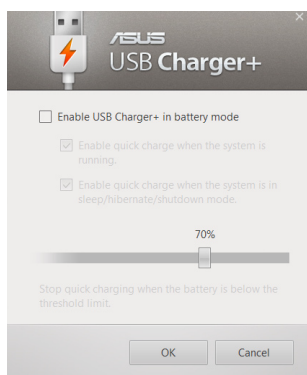 ASUS
USB Charger+
Enable USB Charger+ in battery mode
Enable quick charge when the system is
running.
Enable quick charge when the system is in
sleep/hibernate/shutdown mode.
70%
Stop quick charging when the battery is below the
threshold limit.
OK
Cancel